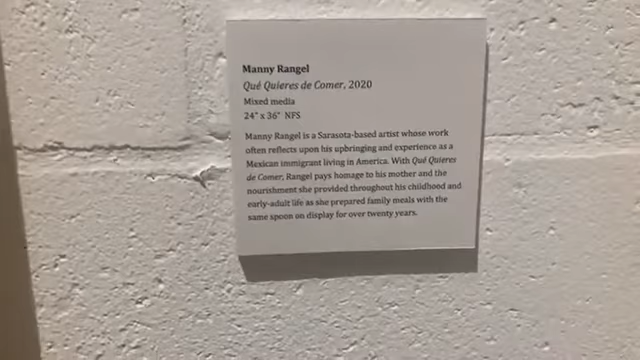 Manny Rangel
Qué Quieres de Comer, 2020
Mixed media
24" x 36" NFS
Manny Rangel is a Sarasota-based artist whose work
often reflects upon his upbringing and experience as a
Mexican immigrant living in America. With Qué Quieres
de Comer, Rangel pays homage to his mother and the
nourishment she provided throughout his childhood and
early-adult life as she prepared family meals with the
same spoon on display for over twenty years.